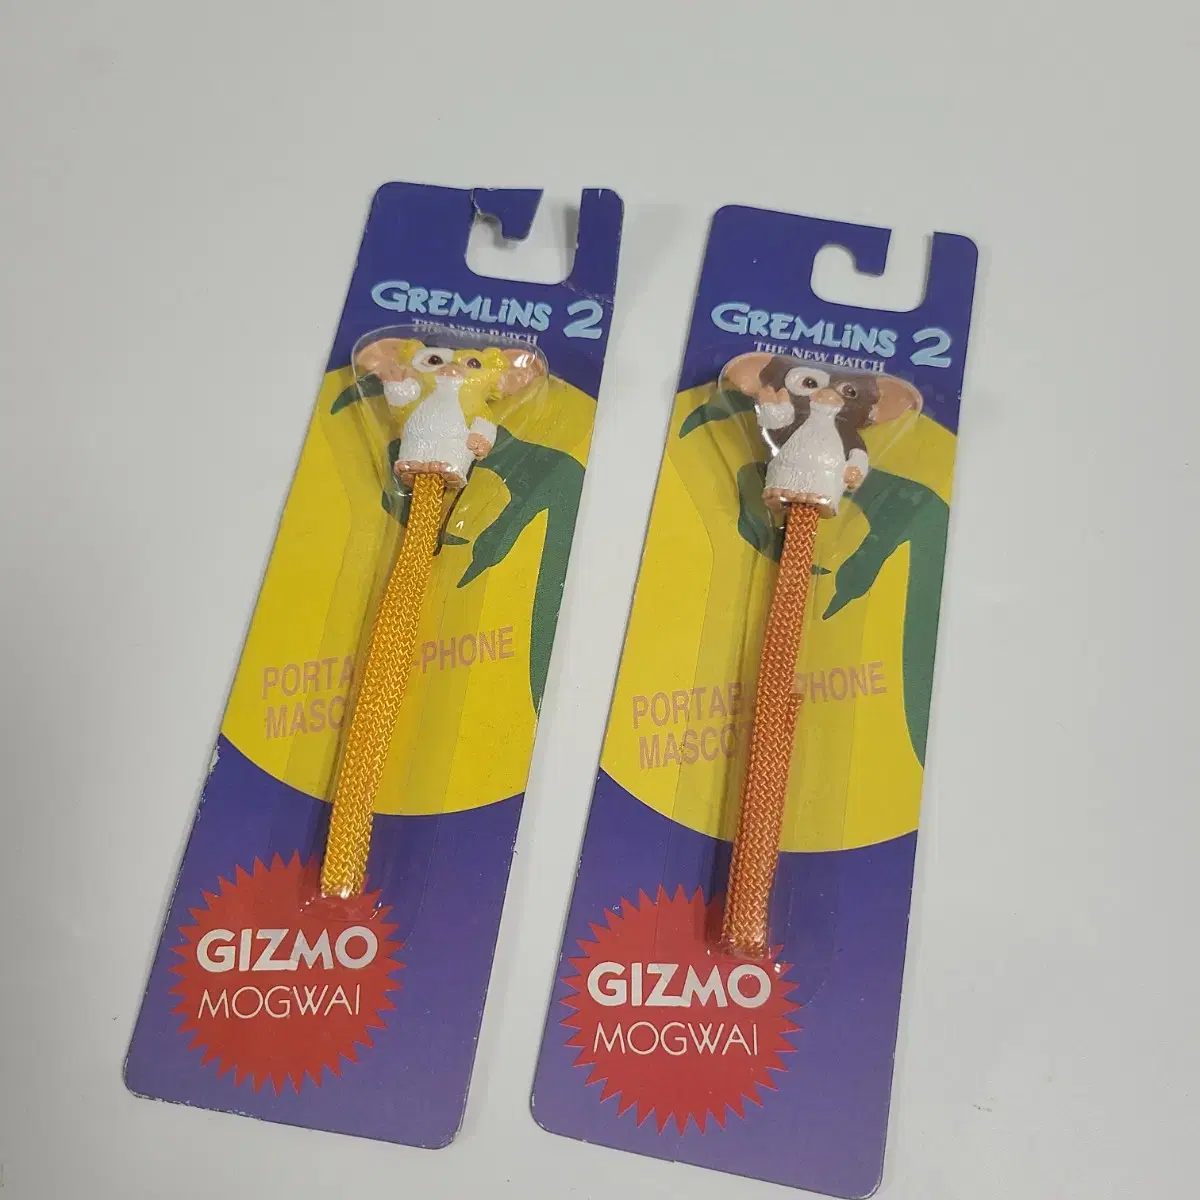 GREMLiNS 2
THE NEW BATCH
PORTA -PHONE
MASCO
GIZMO
MOGWAI
GREMLiNS 2
THE NEW BATCH
PORTAB PHONE
MASCO
GIZMO
MOGWAI